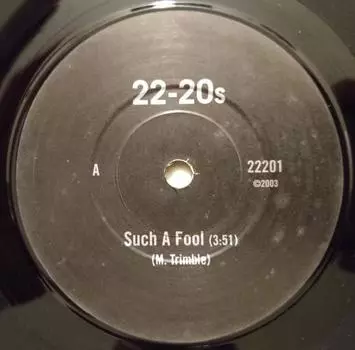 22-20s
A
22201
©2003
Such A Fool (3:51)
(M. Trimble)